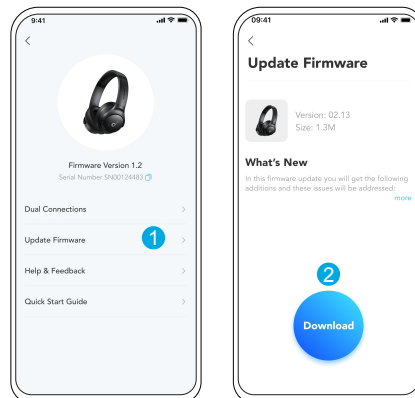 9:41
Firmware Version 1.2
Serial Number SN00124483
Dual Connections
Update Firmware
1
Help & Feedback
Quick Start Guide
09:41
Update Firmware
Version: 02.13
Size: 1.3M
What's New
In this firmware update you will get the following
additions and these issues will be addressed:
more
2
Download